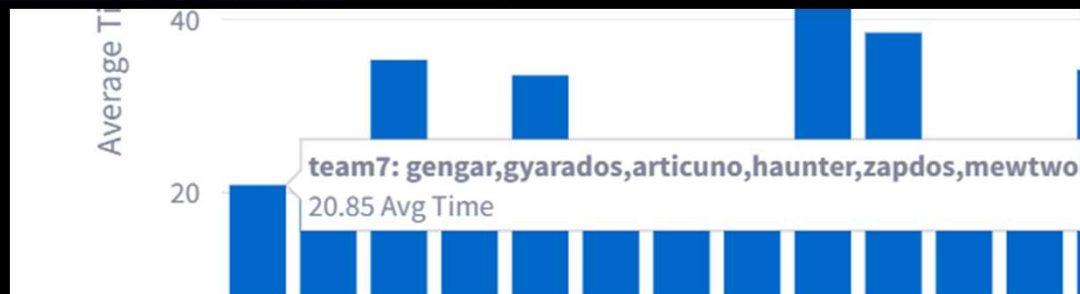 40
Average Ti
team7: gengar,gyarados,articuno,haunter,zapdos,mewtwo
20.85 Avg Time
20